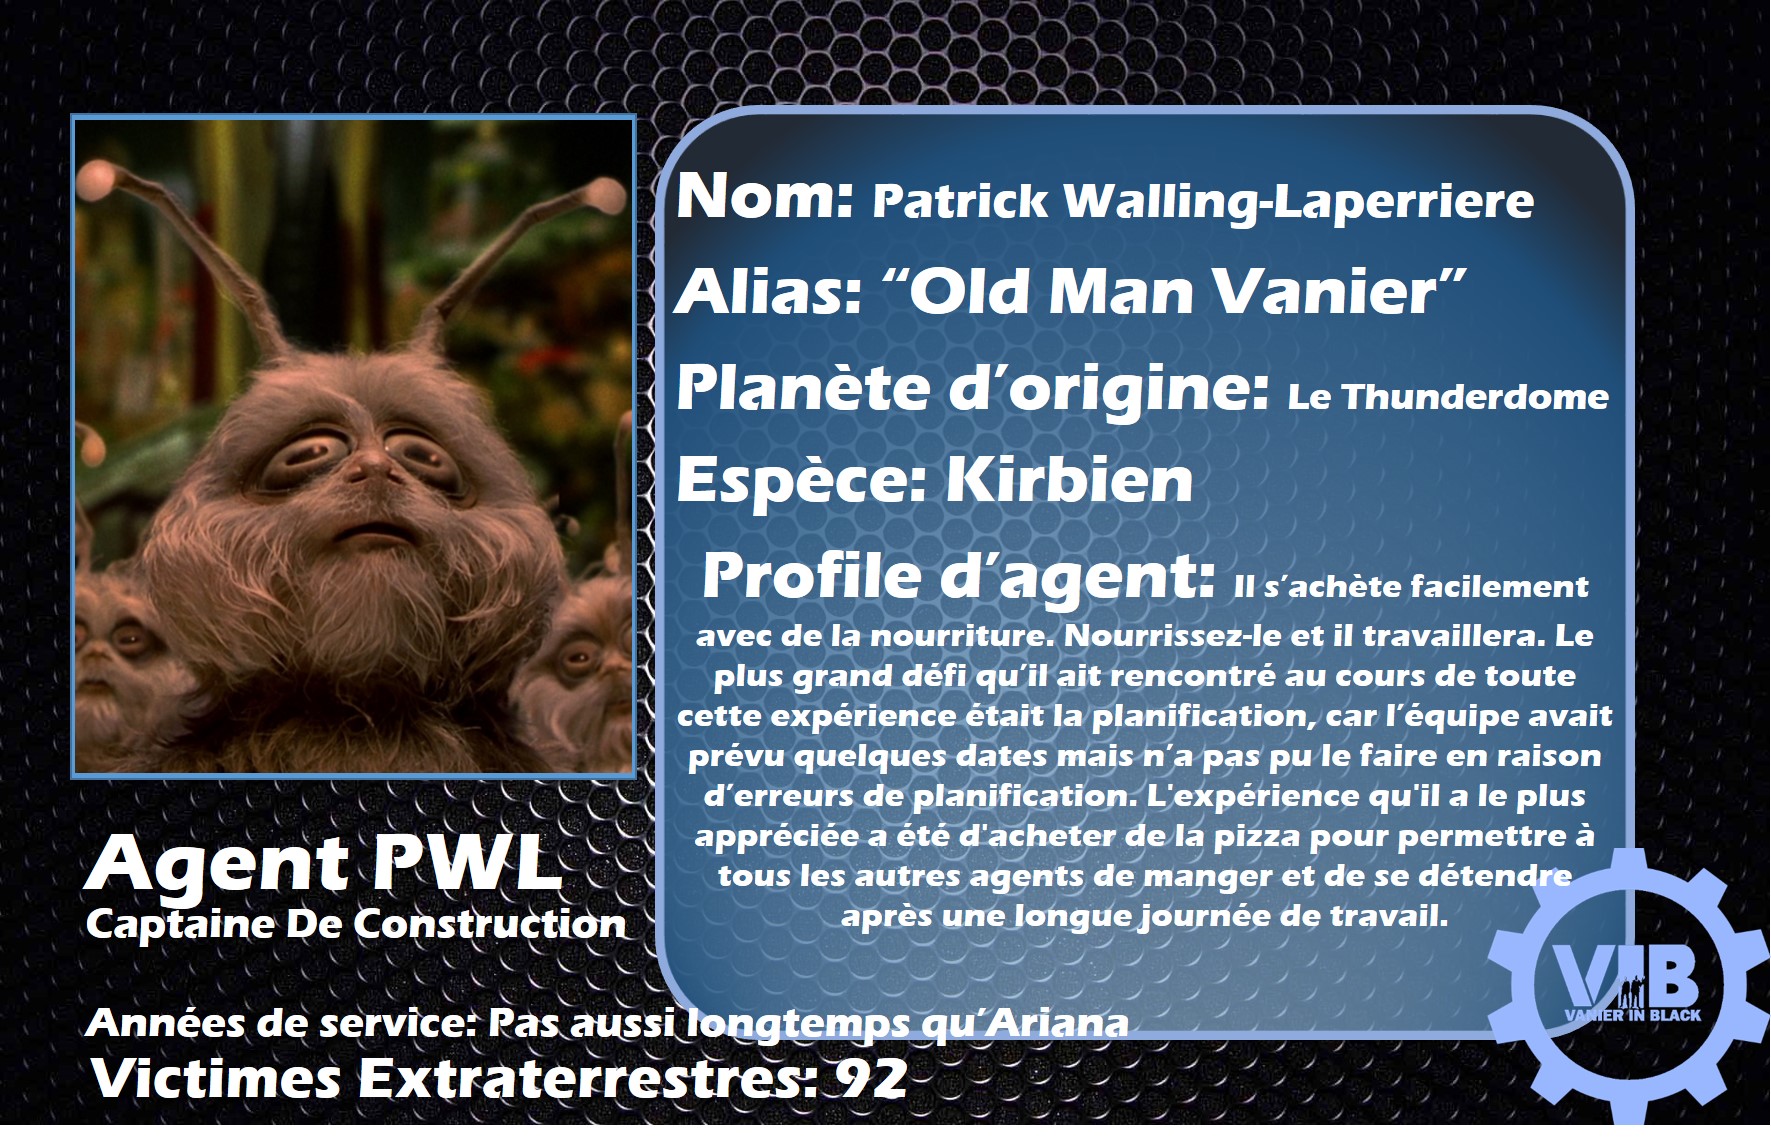 Nom: Patrick Walling-Laperriere
Alias: “Old Man Vanier”
Planète d’origine: Le Thunderdome
Espèce: Kirbien
Profile d’agent: Il s’achète facilement
avec de la nourriture. Nourrissez-le et il travaillera. Le
plus grand défi qu’il ait rencontré au cours de toute
cette expérience était la planification, car l’équipe avait
prévu quelques dates mais n’a pas pu le faire en raison
d’erreurs de planification. L'expérience qu'il a le plus
appréciée a été d'acheter de la pizza pour permettre à
tous les autres agents de manger et de se détendre
après une longue journée de travail.
Agent PWL
Captaine De Construction
Années de service: Pas aussi longtemps qu’Ariana
Victimes Extraterrestres: 92
VIB
VANIER IN BLACK